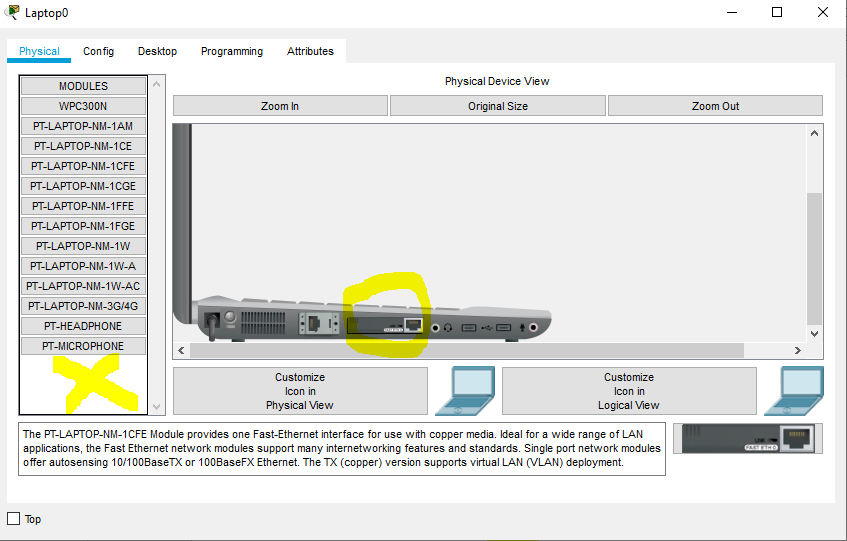 Laptop0
Physical
Config
Desktop
Programming
Attributes
MODULES
WPC300N
PT-LAPTOP-NM-1AM
PT-LAPTOP-NM-1CE
PT-LAPTOP-NM-1CFE
PT-LAPTOP-NM-1CGE
PT-LAPTOP-NM-1FFE
PT-LAPTOP-NM-1FGE
PT-LAPTOP-NM-1W
PT-LAPTOP-NM-1W-A
PT-LAPTOP-NM-1W-AC
PT-LAPTOP-NM-3G/4G
PT-HEADPHONE
PT-MICROPHONE
Physical Device View
Zoom In
Original Size
Zoom Out
Customize
Icon in
Physical View
Customize
Icon in
Logical View
The PT-LAPTOP-NM-1CFE Module provides one Fast-Ethernet interface for use with copper media. Ideal for a wide range of LAN
applications, the Fast Ethernet network modules support many internetworking features and standards. Single port network modules
offer autosensing 10/100BaseTX or 100BaseFX Ethernet. The TX (copper) version supports virtual LAN (VLAN) deployment.
Top